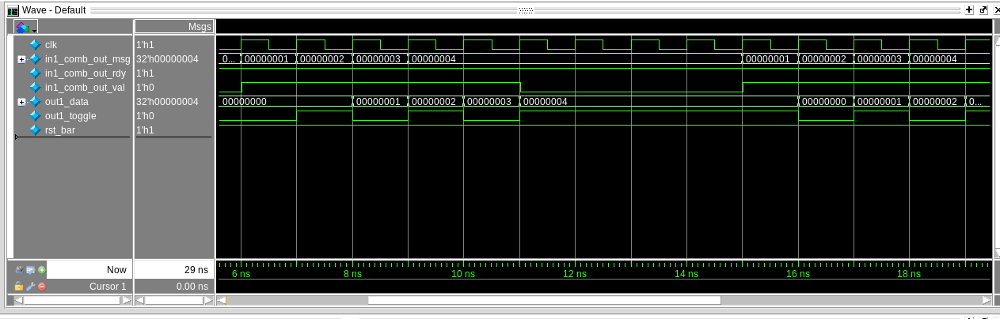 Wave - Default
Msgs
clk 1'h1
in1_comb_out_msg 32'h00000004 0... 00000001 00000002 00000003 00000004 00000001 00000002 00000003 00000004
in1_comb_out_rdy 1'h1
in1_comb_out_val 1'h0
out1_data 32'h00000004 00000000 00000001 00000002 00000003 00000004 00000000 00000001 00000002 0...
out1_toggle 1'h0
rst_bar 1'h1
Now 29 ns 6 ns 8 ns 10 ns 12 ns 14 ns 16 ns 18 ns
Cursor 1 0.00 ns